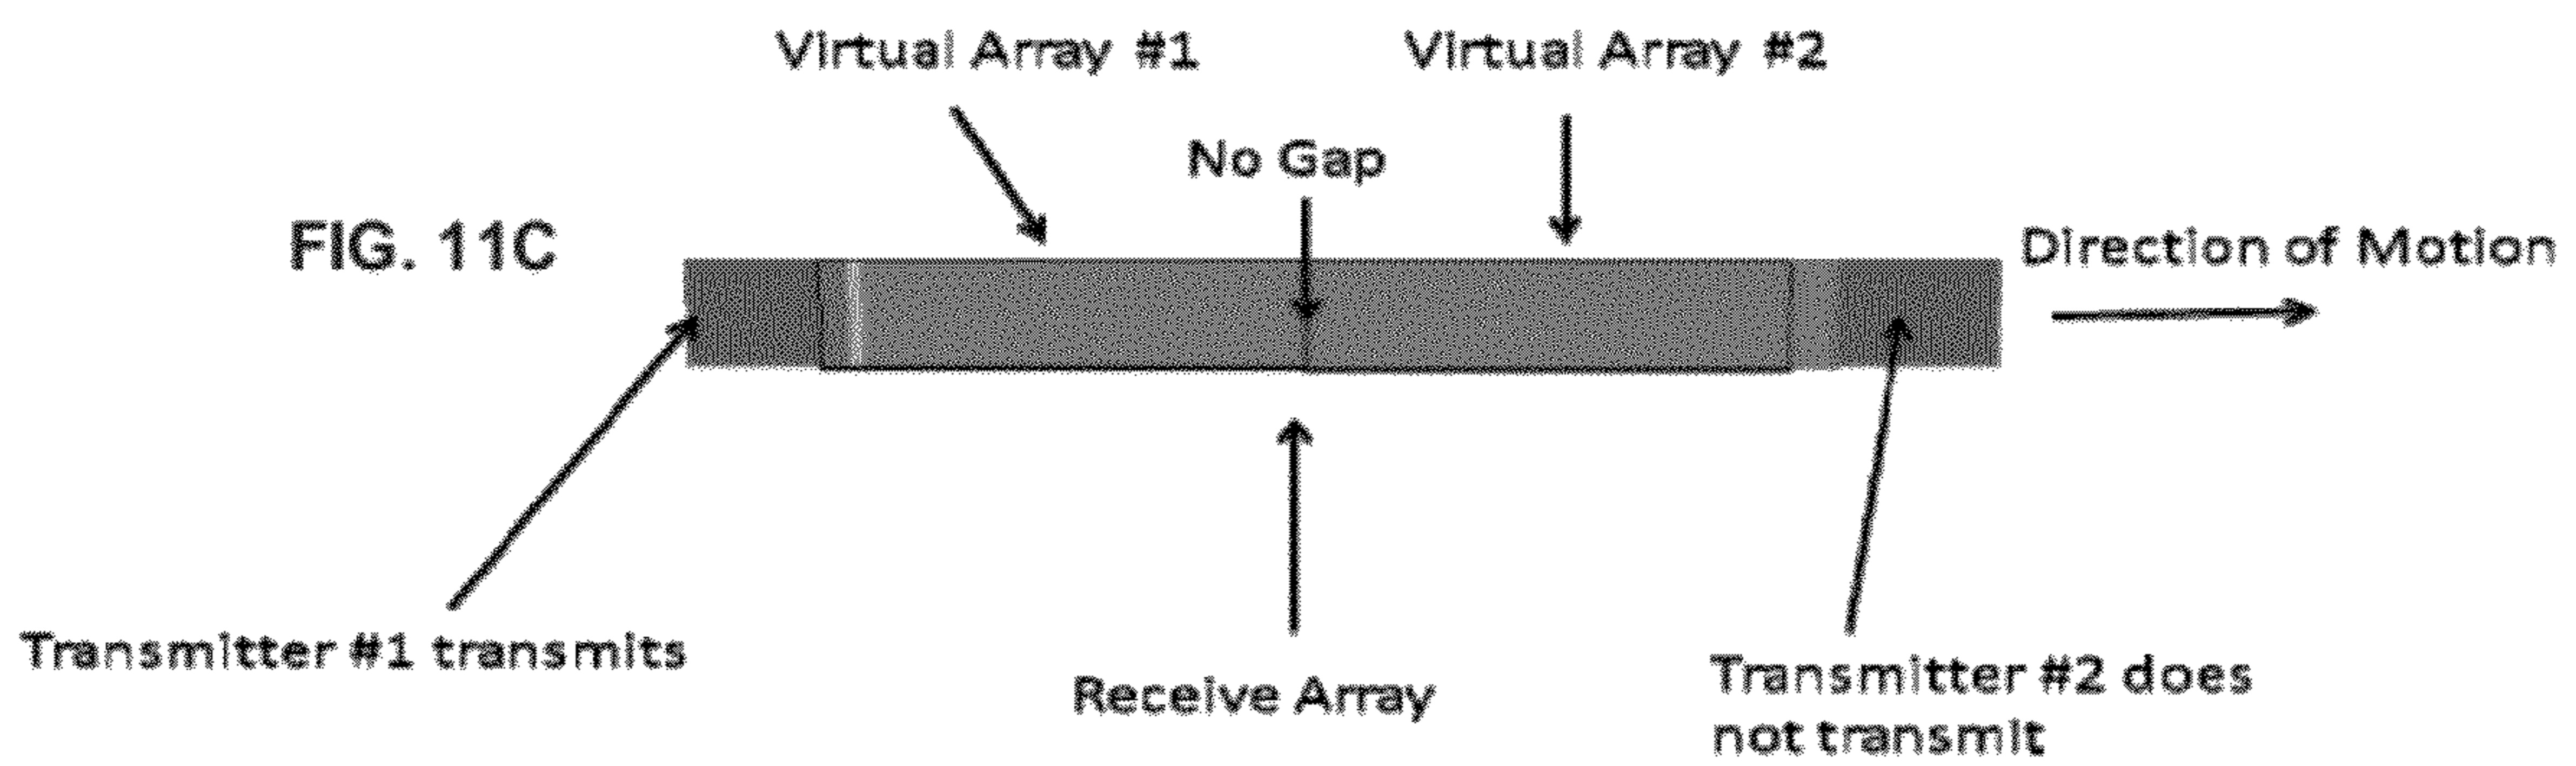 Virtual Array #1
Virtual Array #2
No Gap
FIG. 11C
Direction of Motion
Transmitter #1 transmits
Receive Array
Transmitter #2 does
not transmit